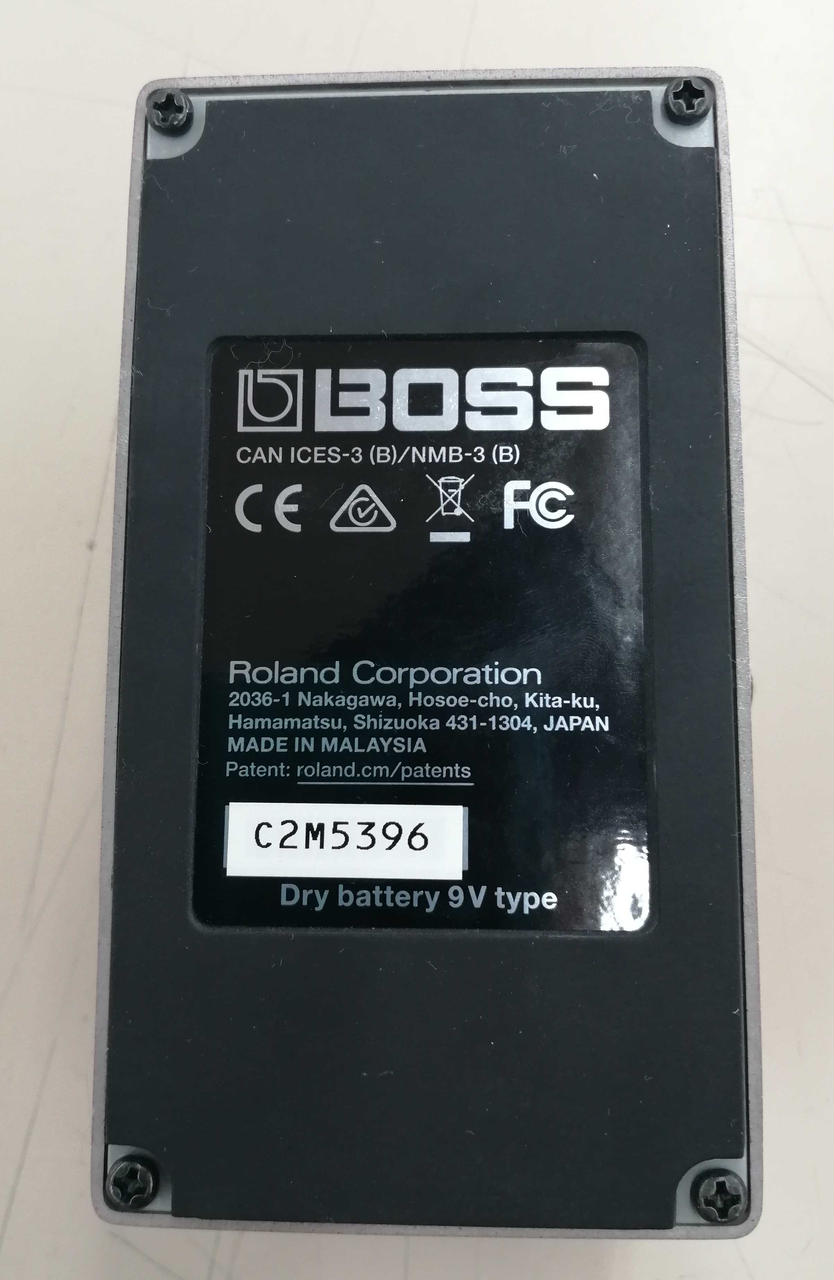 BOSS
CAN ICES-3 (B)/NMB-3 (B)
CE FC
Roland Corporation
2036-1 Nakagawa, Hosoe-cho, Kita-ku,
Hamamatsu, Shizuoka 431-1304, JAPAN
MADE IN MALAYSIA
Patent: roland.cm/patents
C2M5396
Dry battery 9V type